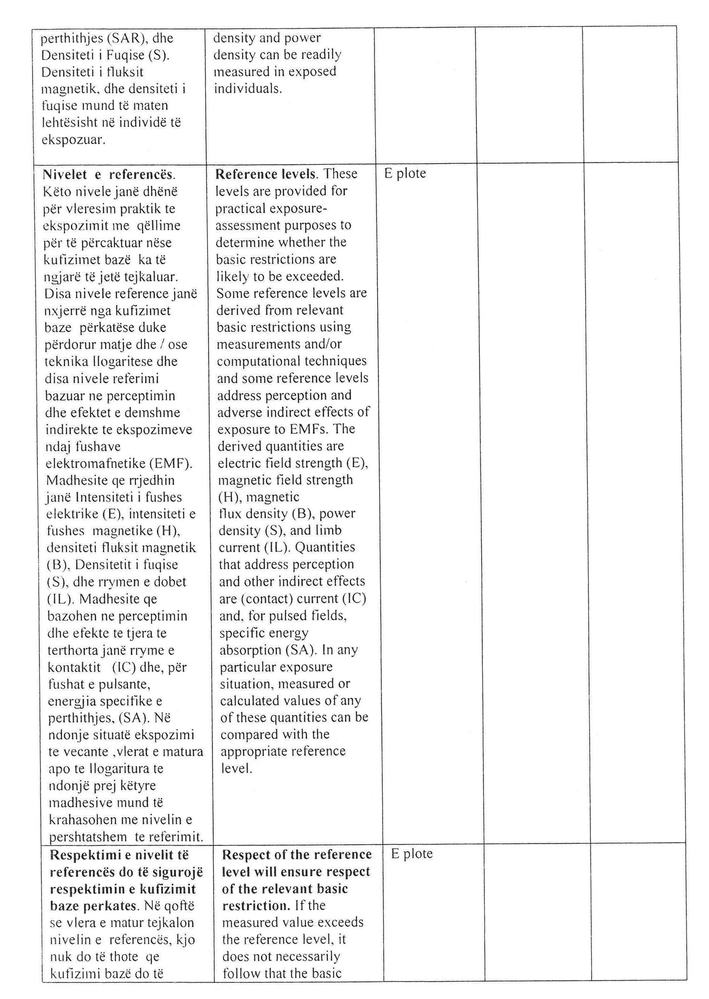 perthithjes (SAR), dhe
Densiteti i Fuqise (S).
Densiteti i fluksit
magnetik, dhe densiteti i
fuqise mund të maten
lehtësisht në individë të
ekspozuar.
density and power
density can be readily
measured in exposed
individuals.
Nivelet e referencës.
Këto nivele janë dhënë
për vleresim praktik te
ekspozimit me qëllime
për të përcaktuar nëse
kufizimet bazë ka të
ngjarë të jetë tejkaluar.
Disa nivele reference janë
nxjerrë nga kufizimet
baze përkatëse duke
përdorur matje dhe / ose
teknika llogaritese dhe
disa nivele referimi
bazuar ne perceptimin
dhe efektet e demshme
indirekte te ekspozimeve
ndaj fushave
elektromafnetike (EMF).
Madhesite qe rrjedhin
janë Intensiteti i fushes
elektrike (E), intensiteti e
fushes magnetike (H),
densiteti fluksit magnetik
(B), Densitetit i fuqise
(S), dhe rrymen e dobet
(IL). Madhesite qe
bazohen ne perceptimin
dhe efekte te tjera te
terthorta janë rryme e
kontaktit (IC) dhe, për
fushat e pulsante,
energjia specifike e
perthithjes, (SA). Në
ndonje situatë ekspozimi
te vecante ,vlerat e matura
apo te llogaritura te
ndonjë prej këtyre
madhesive mund të
krahasohen me nivelin e
pershtatshem te referimit.
Reference levels. These
levels are provided for
practical exposure-
assessment purposes to
determine whether the
basic restrictions are
likely to be exceeded.
Some reference levels are
derived from relevant
basic restrictions using
measurements and/or
computational techniques
and some reference levels
address perception and
adverse indirect effects of
exposure to EMFs. The
derived quantities are
electric field strength (E),
magnetic field strength
(H), magnetic
flux density (B), power
density (S), and limb
current (IL). Quantities
that address perception
and other indirect effects
are (contact) current (IC)
and, for pulsed fields,
specific energy
absorption (SA). In any
particular exposure
situation, measured or
calculated values of any
of these quantities can be
compared with the
appropriate reference
level.
E plote
Respektimi e nivelit të
referencës do të sigurojë
respektimin e kufizimit
baze perkates. Në qoftë
se vlera e matur tejkalon
nivelin e referencës, kjo
nuk do të thote qe
kufizimi bazë do të
Respect of the reference
level will ensure respect
of the relevant basic
restriction. If the
measured value exceeds
the reference level, it
does not necessarily
follow that the basic
E plote